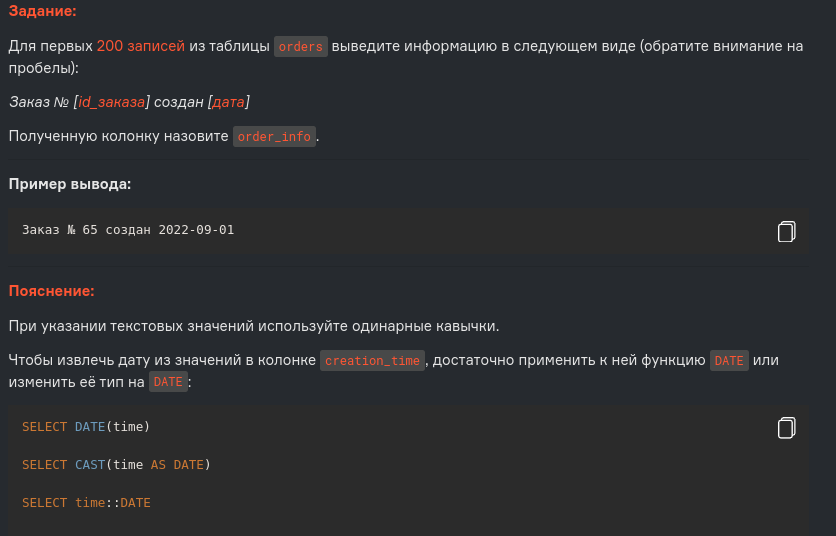 Задание:
Для первых 200 записей из таблицы orders выведите информацию в следующем виде (обратите внимание на
пробелы):
Заказ № [id_заказа] создан [дата]
Полученную колонку назовите order_info.
Пример вывода:
Заказ № 65 создан 2022-09-01
Пояснение:
При указании текстовых значений используйте одинарные кавычки.
Чтобы извлечь дату из значений в колонке creation_time, достаточно применить к ней функцию DATE или
изменить её тип на DATE:
SELECT DATE(time)
SELECT CAST(time AS DATE)
SELECT time::DATE